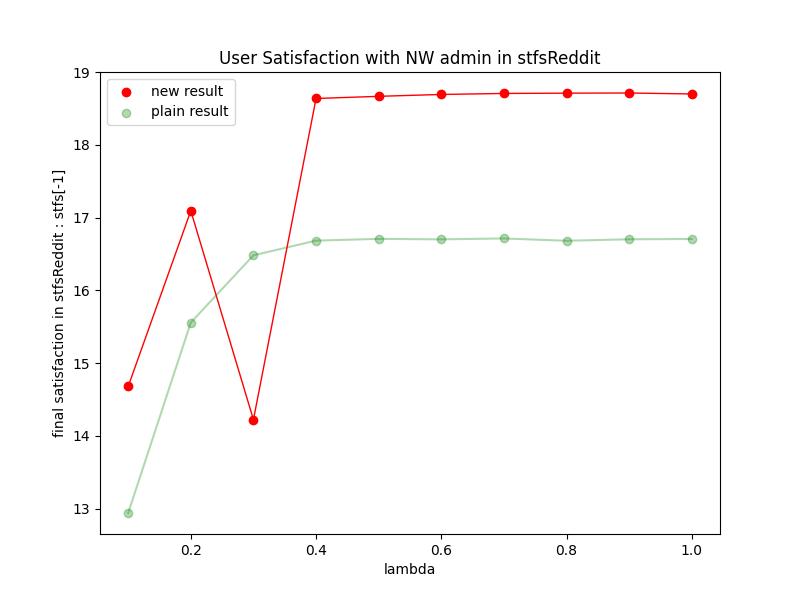 User Satisfaction with NW admin in stfsReddit
new result
plain result
final satisfaction in stfsReddit : stfs[-1]
19
18
17
16
15
14
13
0.2 0.4 0.6 0.8 1.0
lambda